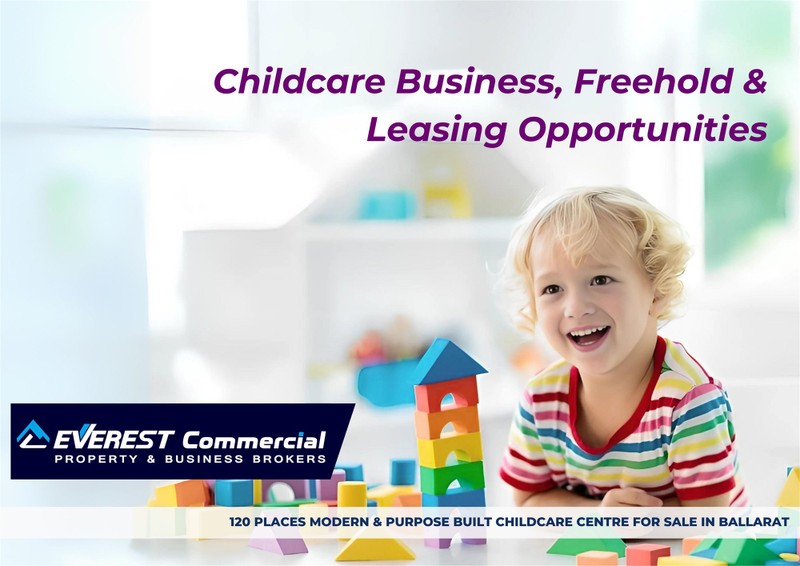 Childcare Business, Freehold &
Leasing Opportunities
EVEREST Commercial
PROPERTY & BUSINESS BROKERS
120 PLACES MODERN & PURPOSE BUILT CHILDCARE CENTRE FOR SALE IN BALLARAT